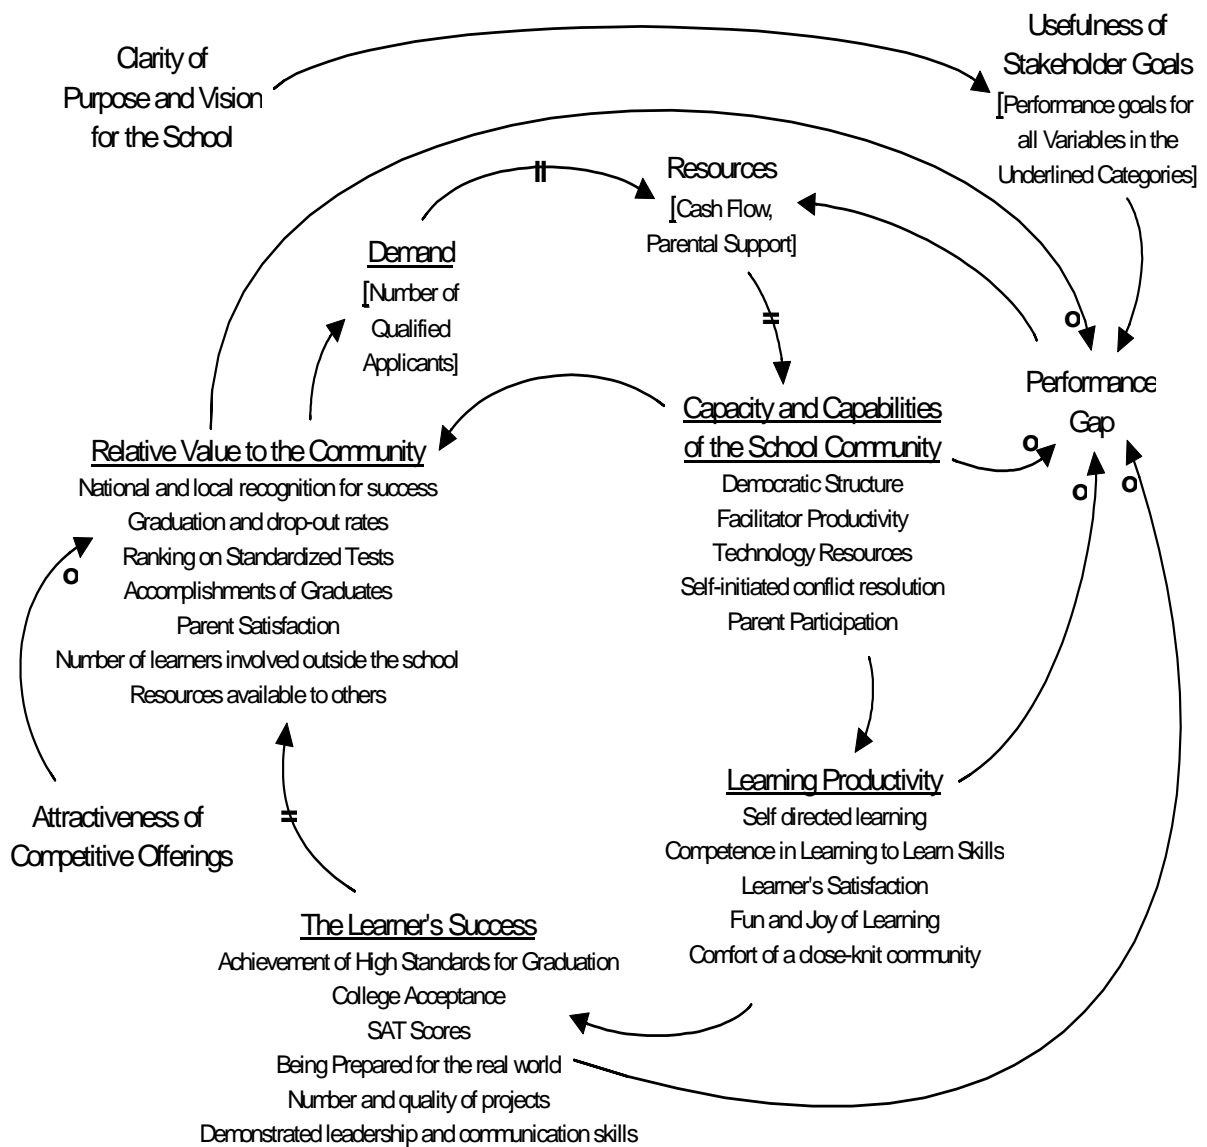 Clarity of
Purpose and Vision
for the School
Usefulness of
Stakeholder Goals
[Performance goals for
all Variables in the
Underlined Categories]
Resources
[Cash Flow,
Parental Support]
Demand
[Number of
Qualified
Applicants]
o
Performance
Gap
Capacity and Capabilities
of the School Community
Democratic Structure
Facilitator Productivity
Technology Resources
Self-initiated conflict resolution
Parent Participation
o
o
o
Relative Value to the Community
National and local recognition for success
Graduation and drop-out rates
Ranking on Standardized Tests
Accomplishments of Graduates
Parent Satisfaction
Number of learners involved outside the school
Resources available to others
o
Attractiveness of
Competitive Offerings
Learning Productivity
Self directed learning
Competence in Learning to Learn Skills
Learner's Satisfaction
Fun and Joy of Learning
Comfort of a close-knit community
The Learner's Success
Achievement of High Standards for Graduation
College Acceptance
SAT Scores
Being Prepared for the real world
Number and quality of projects
Demonstrated leadership and communication skills